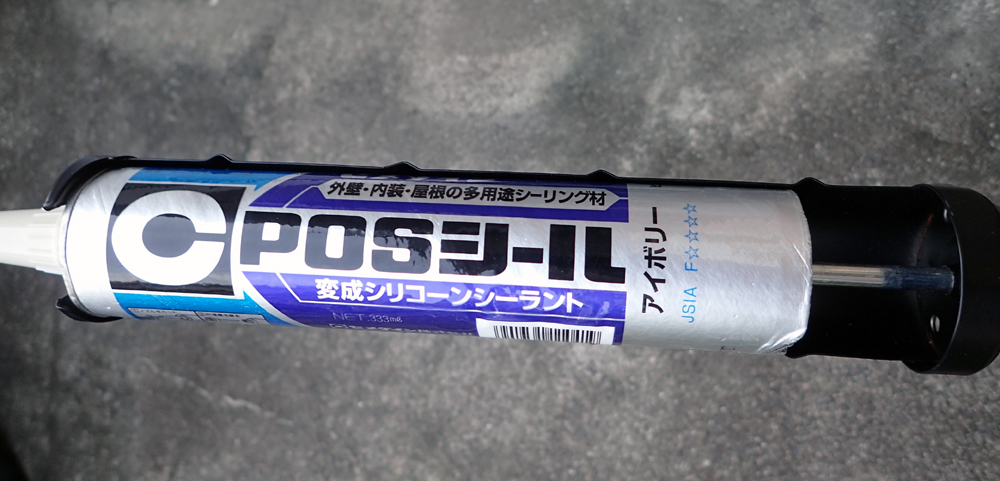 外壁・内装・屋根の多用途シーリング材
C
POSシール
変成シリコーンシーラント
NET.333mℓ
アイボリー
JSIA F☆☆☆☆